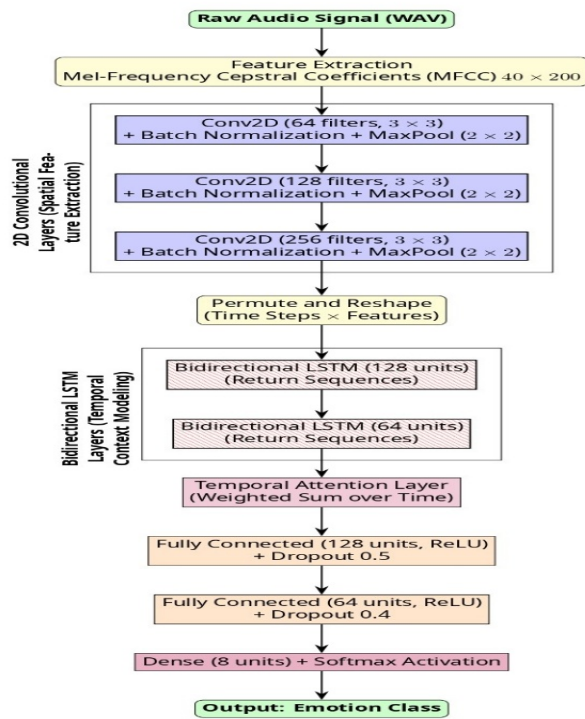 Raw Audio Signal (WAV)
Feature Extraction
Mel-Frequency Cepstral Coefficients (MFCC) 40 × 200
2D Convolutional
Layers (Spatial Fea-
ture Extraction)
Conv2D (64 filters, 3 × 3)
+ Batch Normalization + MaxPool (2 × 2)
Conv2D (128 filters, 3 × 3)
+ Batch Normalization + MaxPool (2 × 2)
Conv2D (256 filters, 3 × 3)
+ Batch Normalization + MaxPool (2 × 2)
Permute and Reshape
(Time Steps × Features)
Bidirectional LSTM
Layers (Temporal
Context Modeling)
Bidirectional LSTM (128 units)
(Return Sequences)
Bidirectional LSTM (64 units)
(Return Sequences)
Temporal Attention Layer
(Weighted Sum over Time)
Fully Connected (128 units, ReLU)
+ Dropout 0.5
Fully Connected (64 units, ReLU)
+ Dropout 0.4
Dense (8 units) + Softmax Activation
Output: Emotion Class